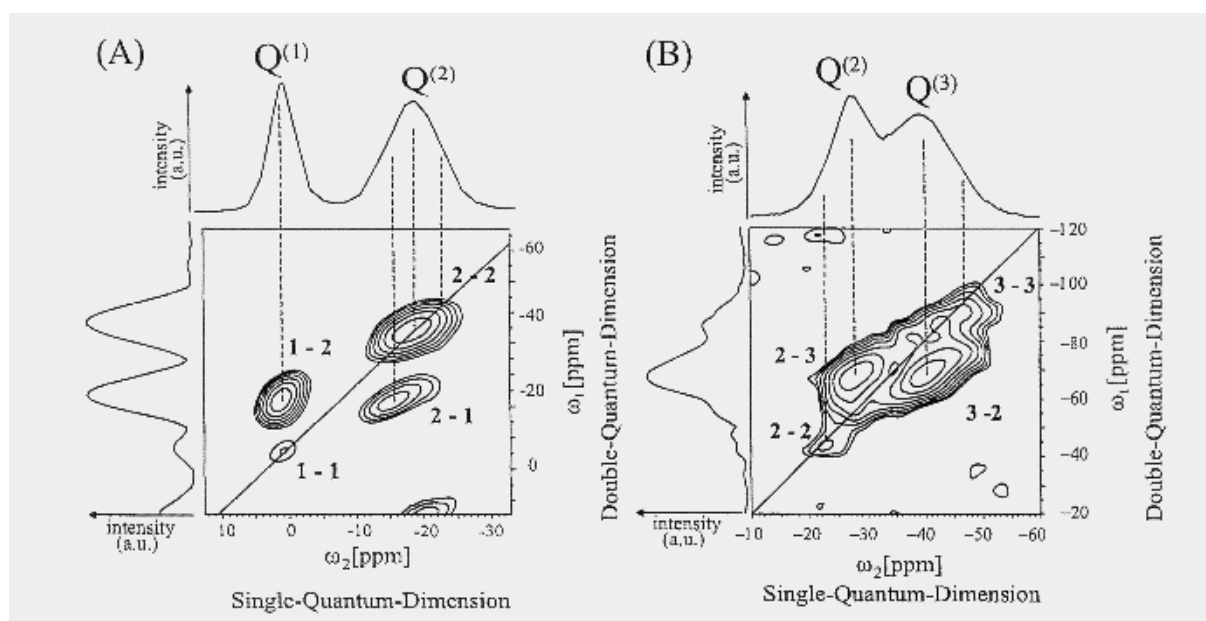 (A)
Q(1)
Q(2)
intensity
(a.u.)
2 - 2
1 - 2
2 - 1
1 - 1
-60
-40
-20
0
ω1[ppm]
Double-Quantum-Dimension
intensity
(a.u.)
10 0 -10 -20 -30
ω2[ppm]
Single-Quantum-Dimension
(B)
Q(2)
Q(3)
intensity
(a.u.)
3 - 3
2 - 3
3 - 2
2 - 2
-120
-100
-80
-60
-40
-20
ω1[ppm]
Double-Quantum-Dimension
intensity
(a.u.)
-10 -20 -30 -40 -50 -60
ω2[ppm]
Single-Quantum-Dimension